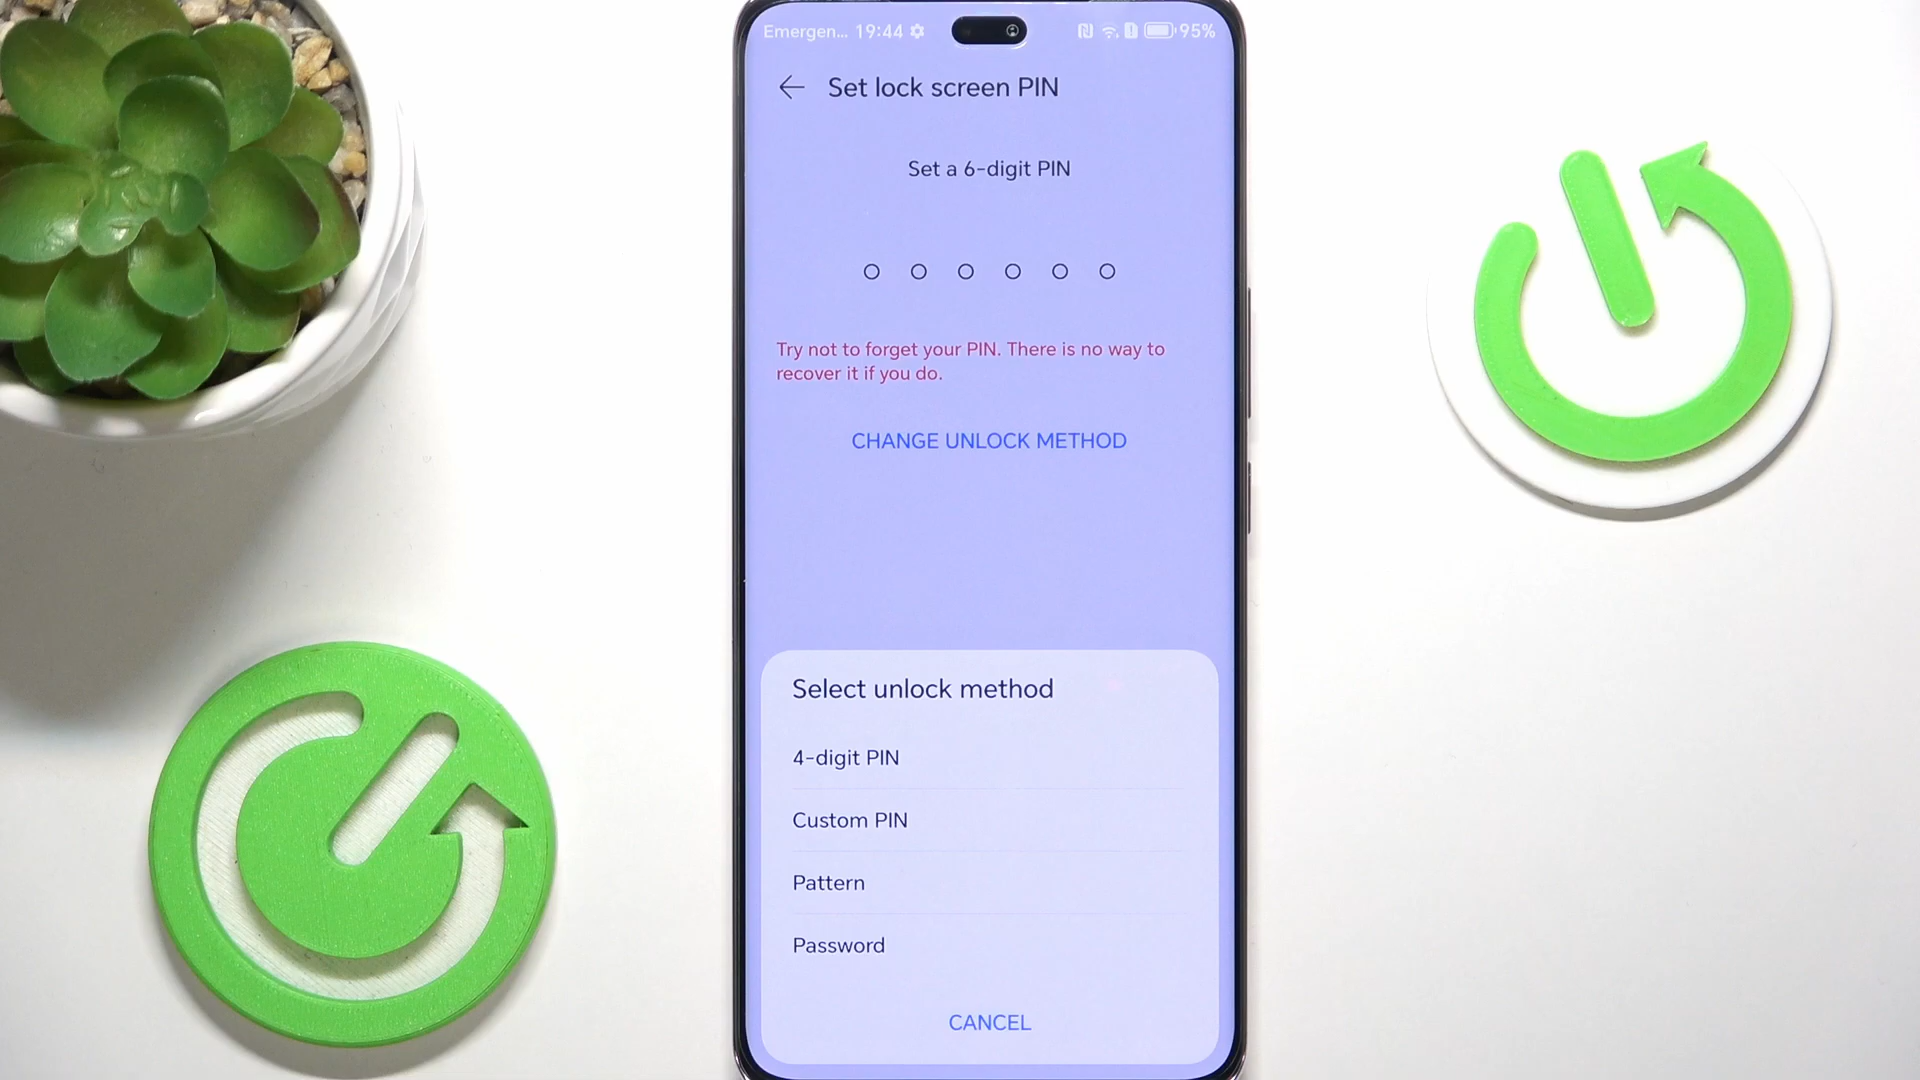 Emergen... 19:44 95%
Set lock screen PIN
Set a 6-digit PIN
Try not to forget your PIN. There is no way to
recover it if you do.
CHANGE UNLOCK METHOD
Select unlock method
4-digit PIN
Custom PIN
Pattern
Password
CANCEL